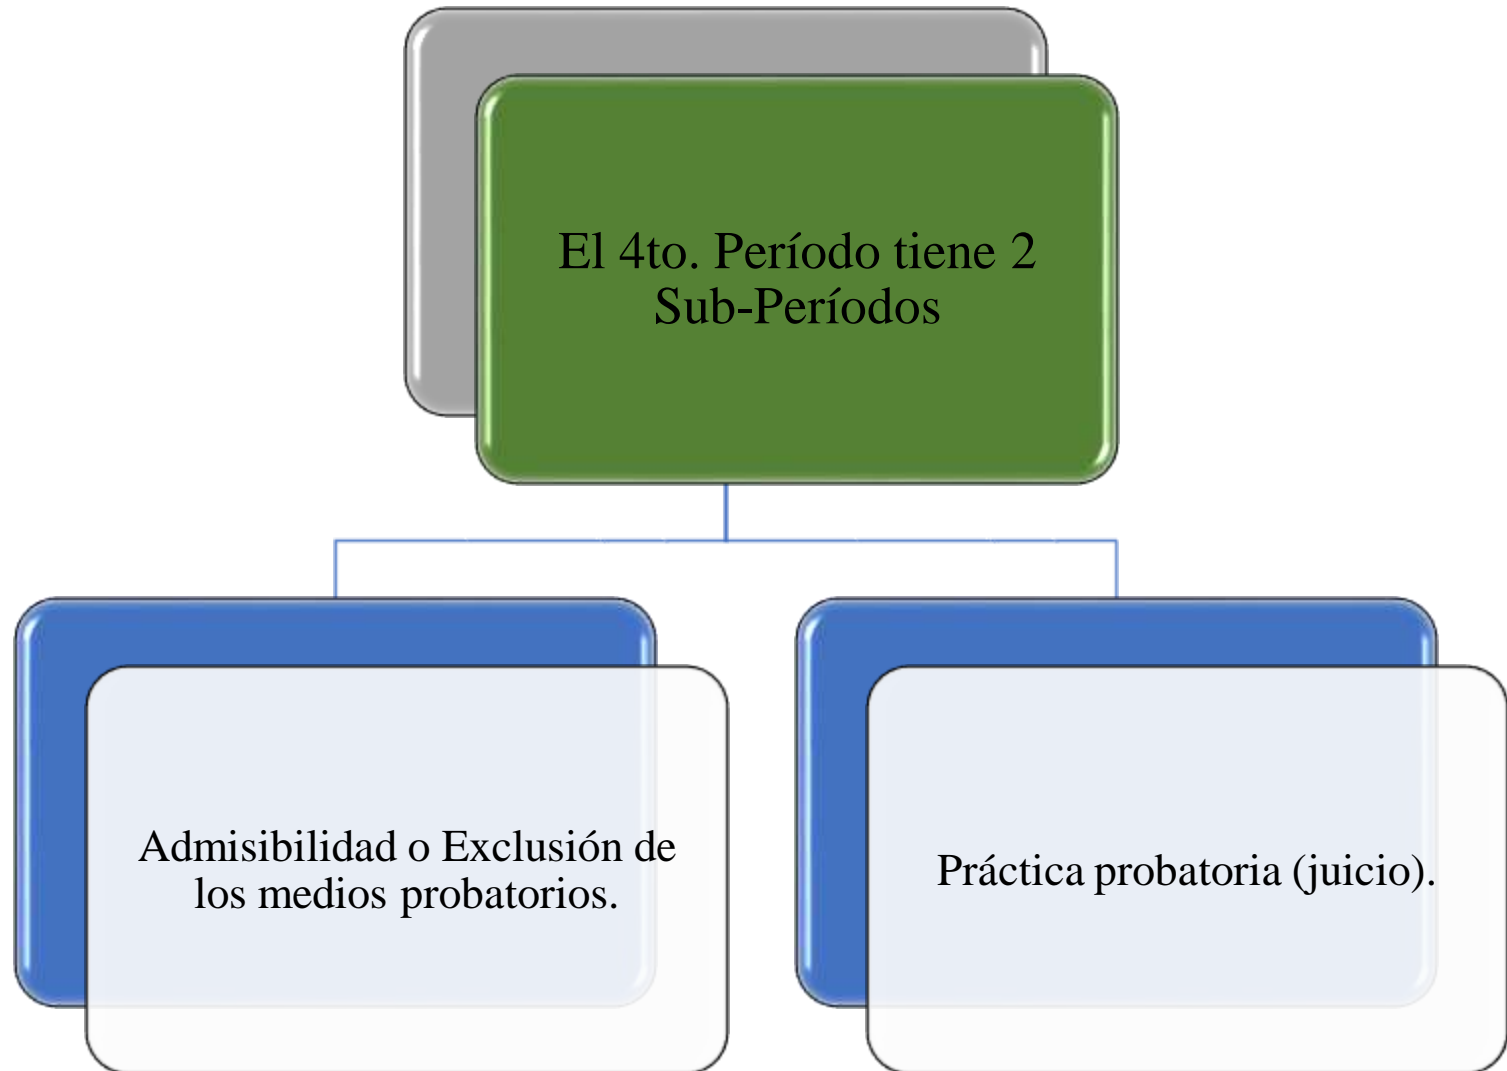 El 4to. Período tiene 2
Sub-Períodos
Admisibilidad o Exclusión de
los medios probatorios.
Práctica probatoria (juicio).